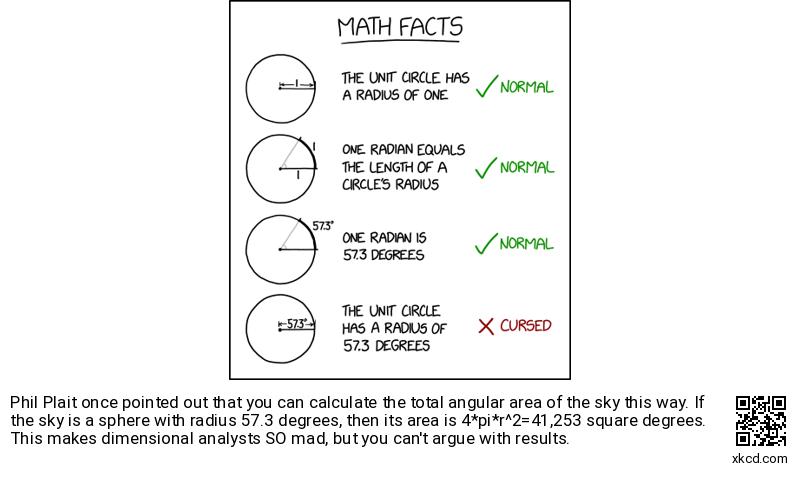 MATH FACTS
1
THE UNIT CIRCLE HAS
A RADIUS OF ONE
NORMAL
1
1
ONE RADIAN EQUALS
THE LENGTH OF A
CIRCLE'S RADIUS
NORMAL
57.3°
ONE RADIAN IS
57.3 DEGREES
NORMAL
57.3°
THE UNIT CIRCLE
HAS A RADIUS OF
57.3 DEGREES
CURSED
Phil Plait once pointed out that you can calculate the total angular area of the sky this way. If
the sky is a sphere with radius 57.3 degrees, then its area is 4*pi*r^2=41,253 square degrees.
This makes dimensional analysts SO mad, but you can't argue with results.
xkcd.com